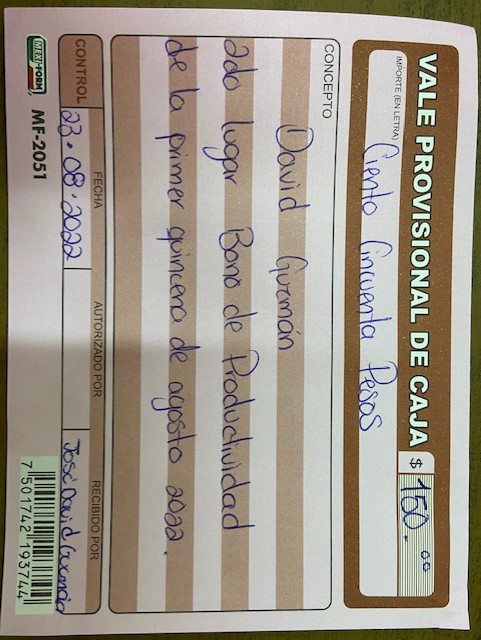 VALE PROVISIONAL DE CAJA $ 150.00
IMPORTE (EN LETRA)
Ciento Cincuenta Pesos
CONCEPTO
David Guzmán
2do lugar Bono de Productividad
de la primer quincena de agosto 2022.
CONTROL FECHA AUTORIZADO POR RECIBIDO POR
23.08.2022 José David Guzmán
MEXI-FORM MF-2051
7 501742 193744